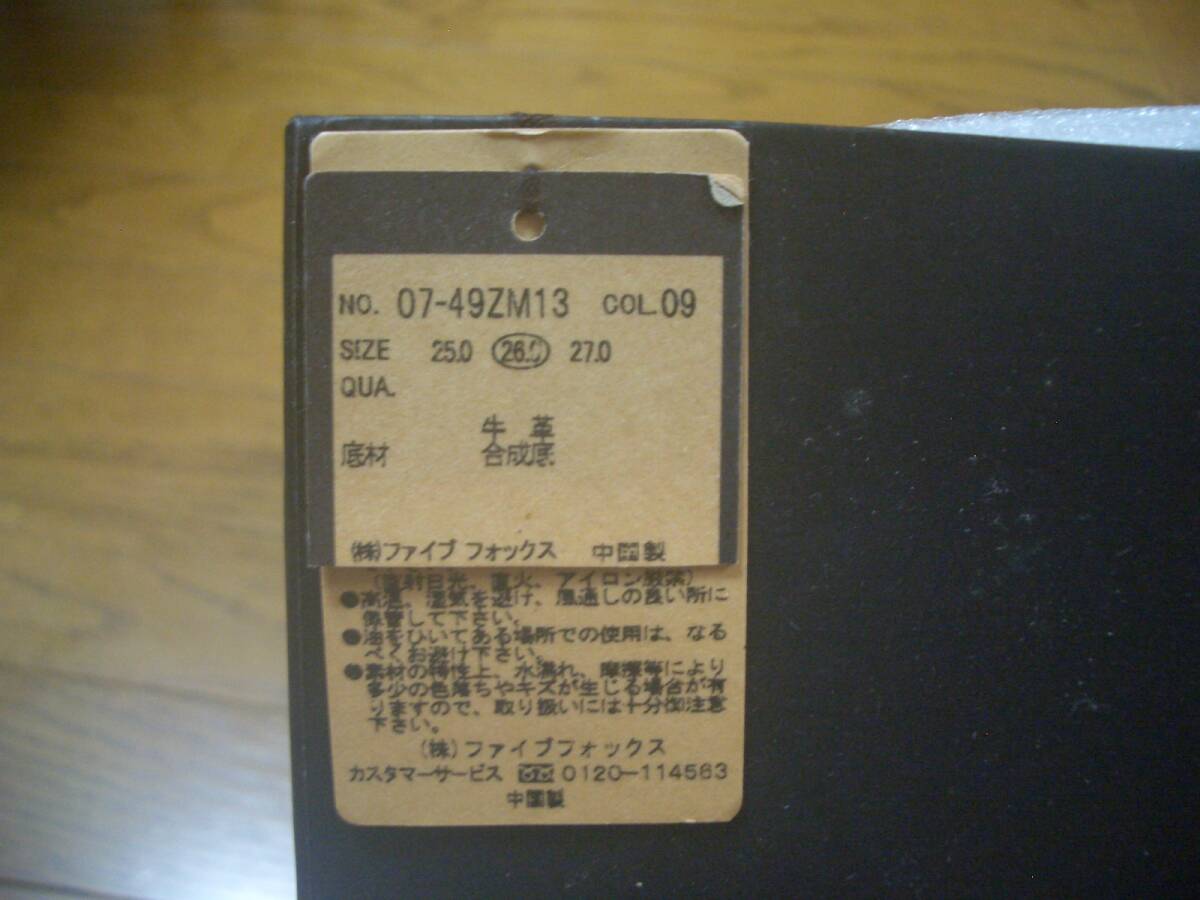 NO. 07-49ZM13 COL.09
SIZE 25.0 26.0 27.0
QUA.
牛 革
底材 合成底
(株)ファイブ フォックス 中国製
(直射日光、直火、アイロン厳禁)
●高温、湿気を避け、風通しの良い所に
保管して下さい。
●油をひいてある場所での使用は、なる
べくお避け下さい。
●素材の特性上、水濡れ、摩擦等により
多少の色落ちやキズが生じる場合が有
りますので、取り扱いには十分御注意
下さい。
(株)ファイブフォックス
カスタマーサービス 0120-114563
中国製